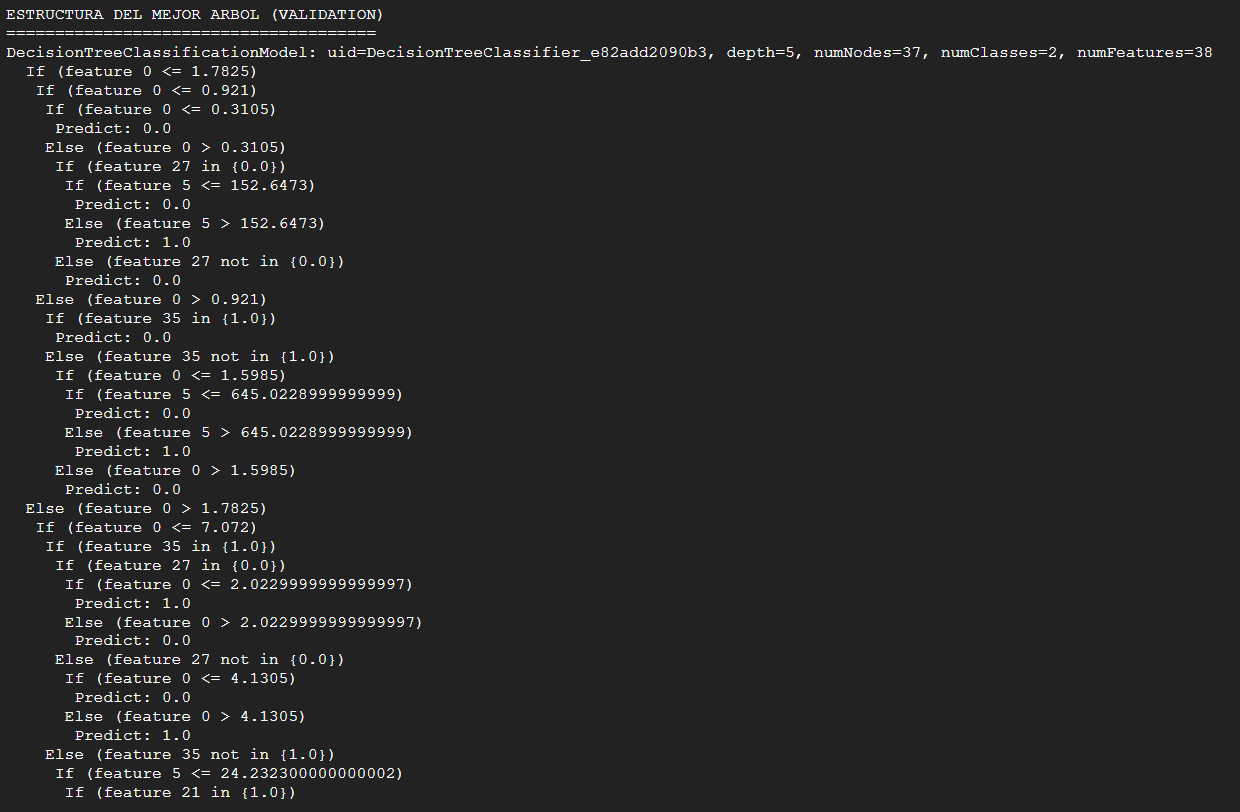 ESTRUCTURA DEL MEJOR ARBOL (VALIDATION)
======================================
DecisionTreeClassificationModel: uid=DecisionTreeClassifier_e82add2090b3, depth=5, numNodes=37, numClasses=2, numFeatures=38
  If (feature 0 <= 1.7825)
   If (feature 0 <= 0.921)
    If (feature 0 <= 0.3105)
     Predict: 0.0
    Else (feature 0 > 0.3105)
     If (feature 27 in {0.0})
      If (feature 5 <= 152.6473)
       Predict: 0.0
      Else (feature 5 > 152.6473)
       Predict: 1.0
     Else (feature 27 not in {0.0})
      Predict: 0.0
   Else (feature 0 > 0.921)
    If (feature 35 in {1.0})
     Predict: 0.0
    Else (feature 35 not in {1.0})
     If (feature 0 <= 1.5985)
      If (feature 5 <= 645.0228999999999)
       Predict: 0.0
      Else (feature 5 > 645.0228999999999)
       Predict: 1.0
     Else (feature 0 > 1.5985)
      Predict: 0.0
  Else (feature 0 > 1.7825)
   If (feature 0 <= 7.072)
    If (feature 35 in {1.0})
     If (feature 27 in {0.0})
      If (feature 0 <= 2.0229999999999997)
       Predict: 1.0
      Else (feature 0 > 2.0229999999999997)
       Predict: 0.0
     Else (feature 27 not in {0.0})
      If (feature 0 <= 4.1305)
       Predict: 0.0
      Else (feature 0 > 4.1305)
       Predict: 1.0
    Else (feature 35 not in {1.0})
     If (feature 5 <= 24.232300000000002)
      If (feature 21 in {1.0})